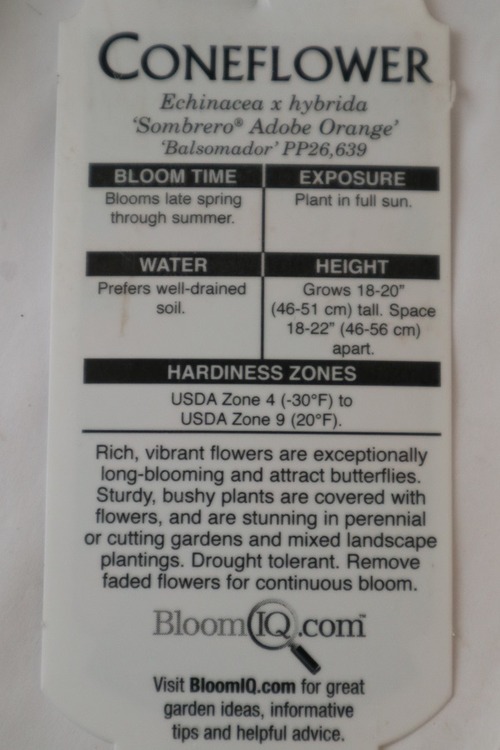 CONEFLOWER
Echinacea x hybrida
‘Sombrero® Adobe Orange’
‘Balsomador’ PP26,639
BLOOM TIME
Blooms late spring
through summer.
EXPOSURE
Plant in full sun.
WATER
Prefers well-drained
soil.
HEIGHT
Grows 18-20”
(46-51 cm) tall. Space
18-22” (46-56 cm)
apart.
HARDINESS ZONES
USDA Zone 4 (-30°F) to
USDA Zone 9 (20°F).
Rich, vibrant flowers are exceptionally
long-blooming and attract butterflies.
Sturdy, bushy plants are covered with
flowers, and are stunning in perennial
or cutting gardens and mixed landscape
plantings. Drought tolerant. Remove
faded flowers for continuous bloom.
BloomIQ.com™
Visit BloomIQ.com for great
garden ideas, informative
tips and helpful advice.